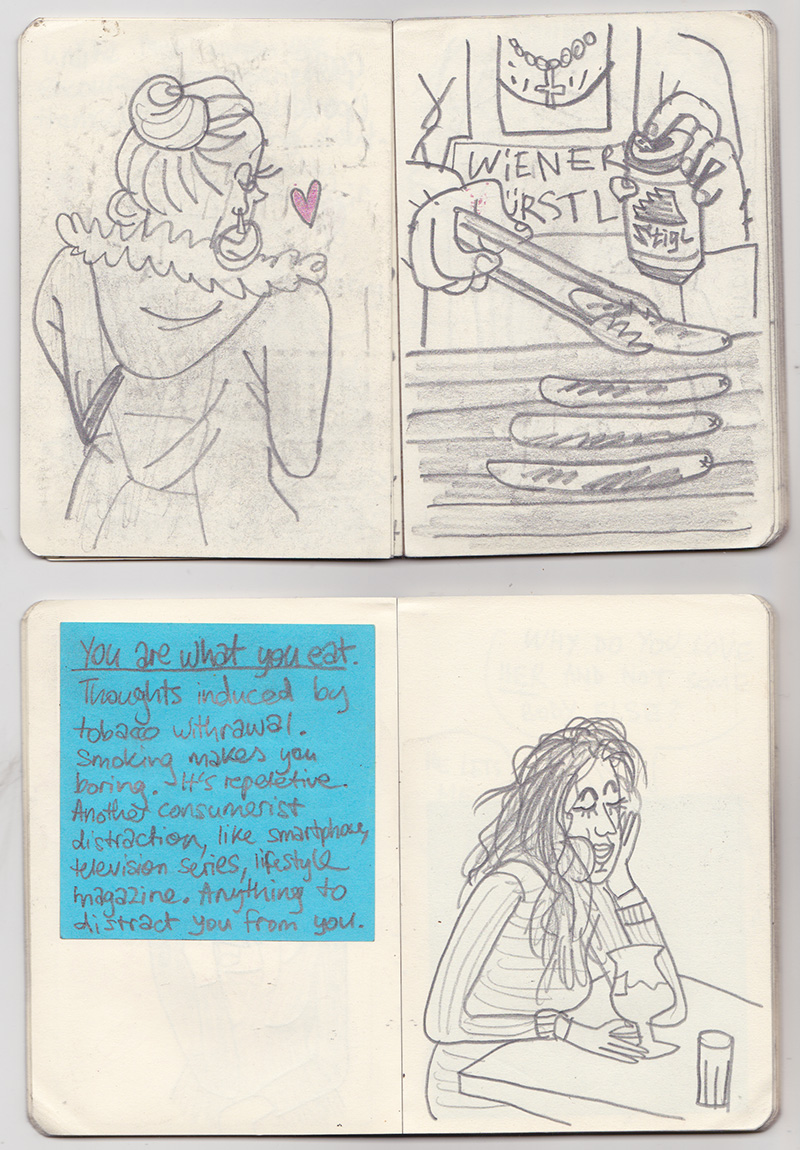 WiENER
ÜRSTL
Stigl
You are what you eat.
Thoughts induced by
tobacco withrawal.
Smoking makes you
boring. It's repetetive.
Another consumerist
distraction, like smartphone,
television series, lifestyle
magazine. Anything to
distract you from you.